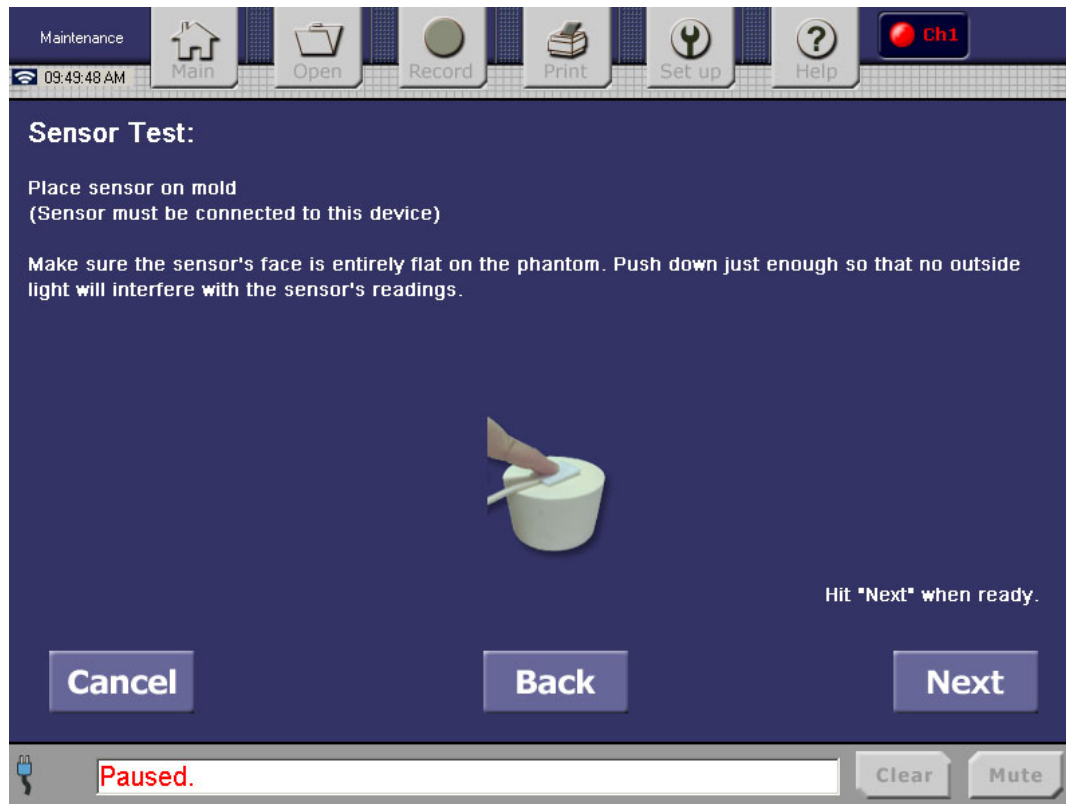 Maintenance
09:49:48 AM
Main
Open
Record
Print
Set up
Help
Ch1
Sensor Test:
Place sensor on mold
(Sensor must be connected to this device)
Make sure the sensor's face is entirely flat on the phantom. Push down just enough so that no outside
light will interfere with the sensor's readings.
Hit "Next" when ready.
Cancel
Back
Next
Paused.
Clear
Mute